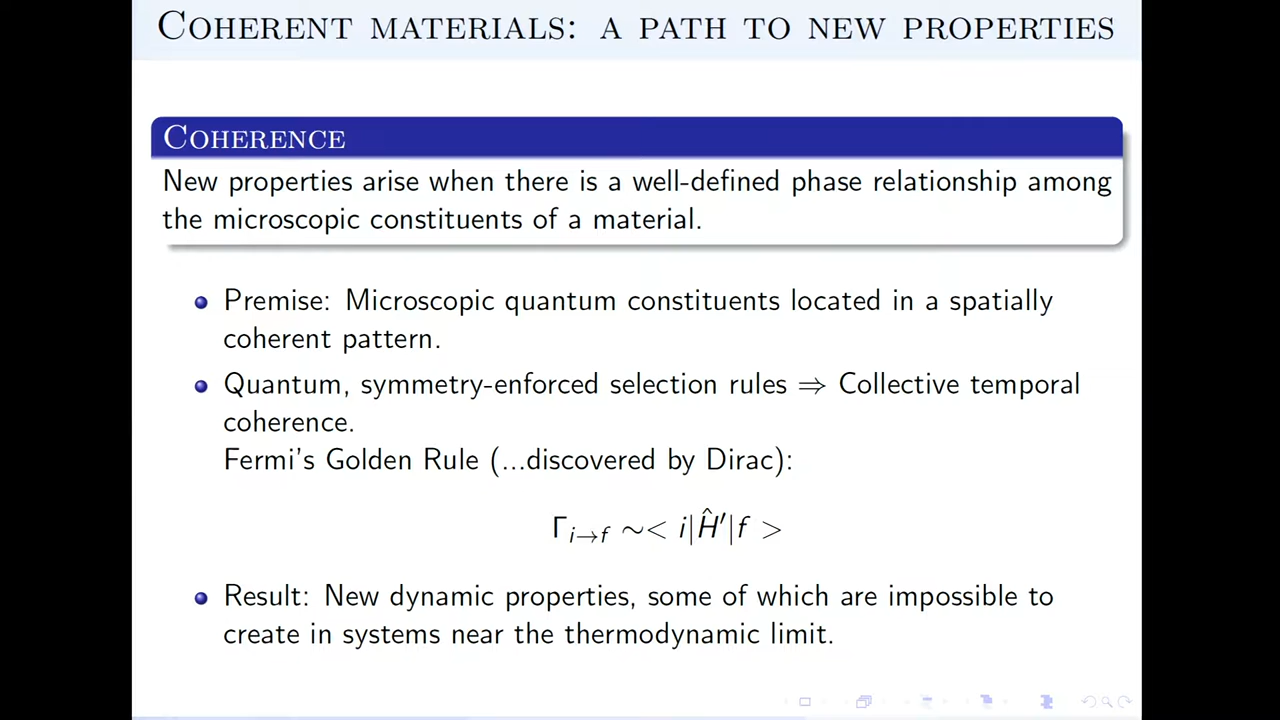 COHERENT MATERIALS: A PATH TO NEW PROPERTIES
COHERENCE
New properties arise when there is a well-defined phase relationship among
the microscopic constituents of a material.
Premise: Microscopic quantum constituents located in a spatially
coherent pattern.
Quantum, symmetry-enforced selection rules ⇒ Collective temporal
coherence.
Fermi's Golden Rule (...discovered by Dirac):
Γ_{i→f} ∼< i|Ĥ′|f >
Result: New dynamic properties, some of which are impossible to
create in systems near the thermodynamic limit.